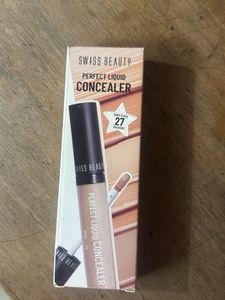 SWISS BEAUTY
PERFECT LIQUID
CONCEALER
27
SWISS BEAUTY
PERFECT LIQUID CONCEALER